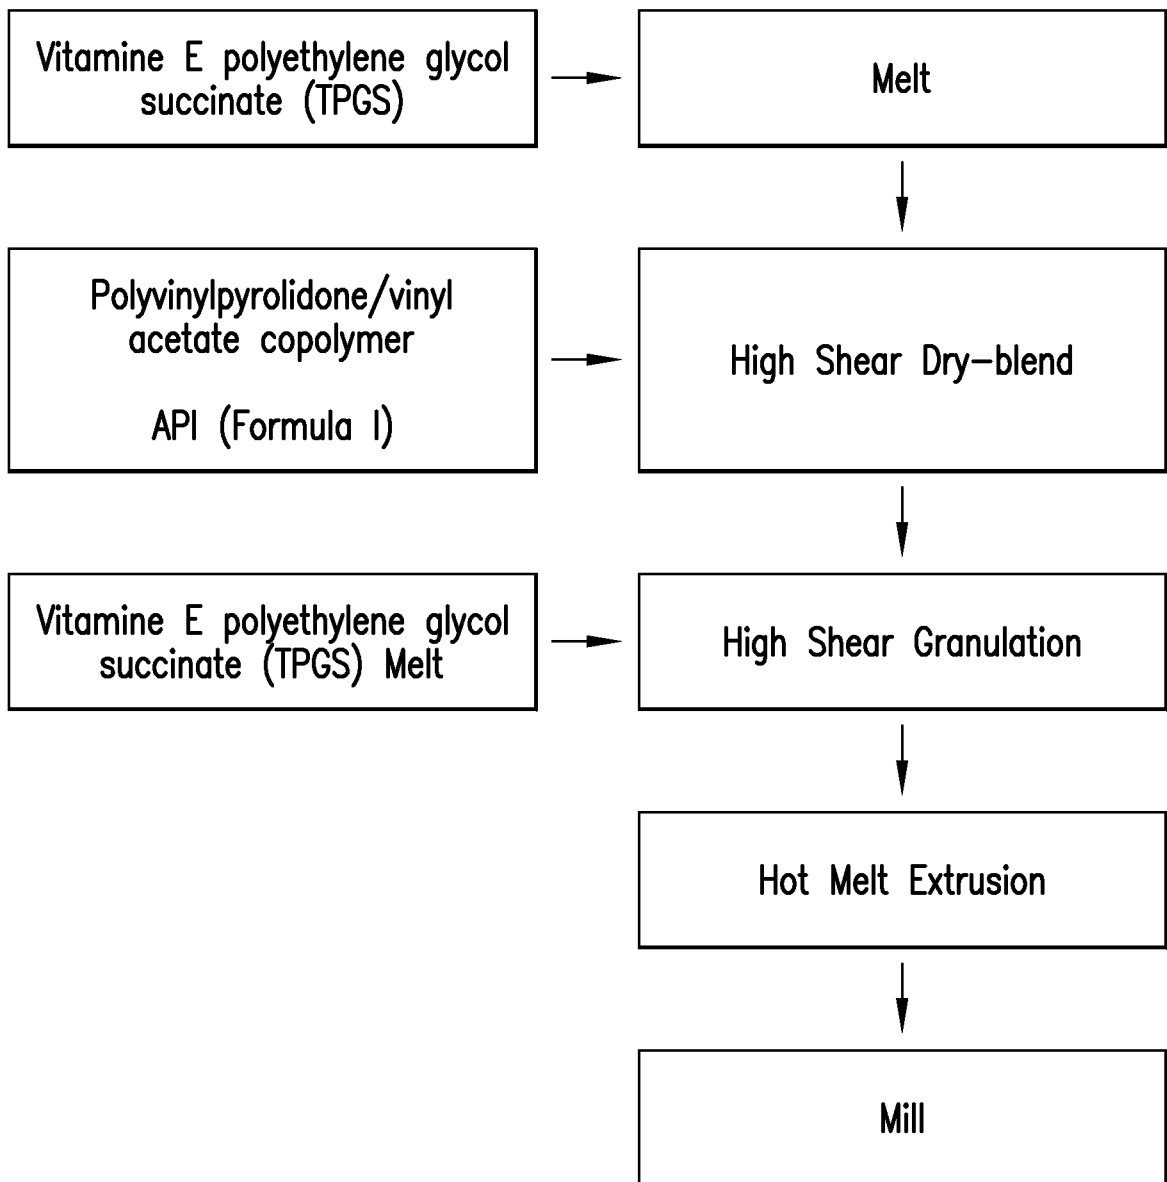 Vitamine E polyethylene glycol
succinate (TPGS)
Melt
Polyvinylpyrolidone/vinyl
acetate copolymer
API (Formula I)
High Shear Dry-blend
Vitamine E polyethylene glycol
succinate (TPGS) Melt
High Shear Granulation
Hot Melt Extrusion
Mill